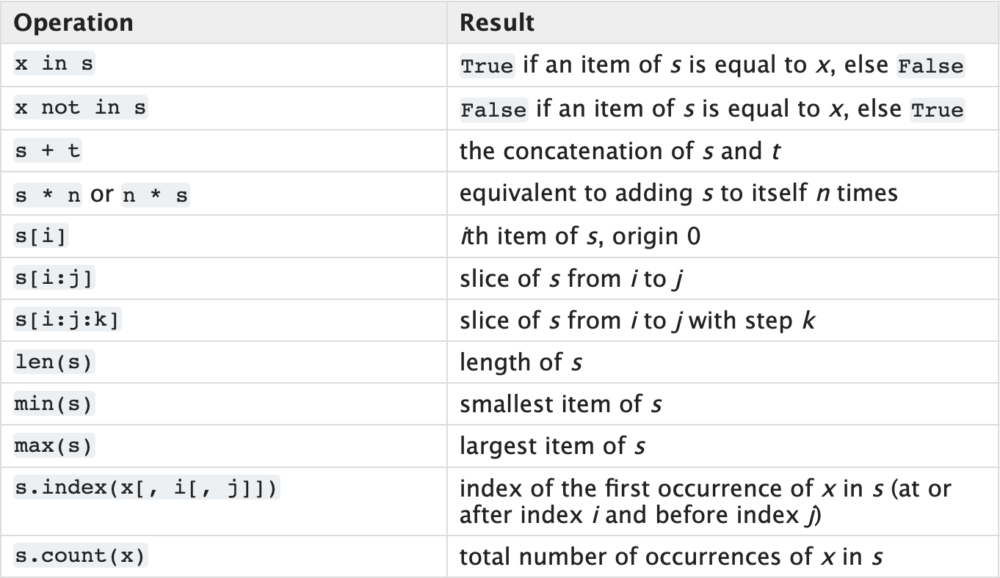 Operation Result
x in s True if an item of s is equal to x, else False
x not in s False if an item of s is equal to x, else True
s + t the concatenation of s and t
s * n or n * s equivalent to adding s to itself n times
s[i] ith item of s, origin 0
s[i:j] slice of s from i to j
s[i:j:k] slice of s from i to j with step k
len(s) length of s
min(s) smallest item of s
max(s) largest item of s
s.index(x[, i[, j]]) index of the first occurrence of x in s (at or
after index i and before index j)
s.count(x) total number of occurrences of x in s